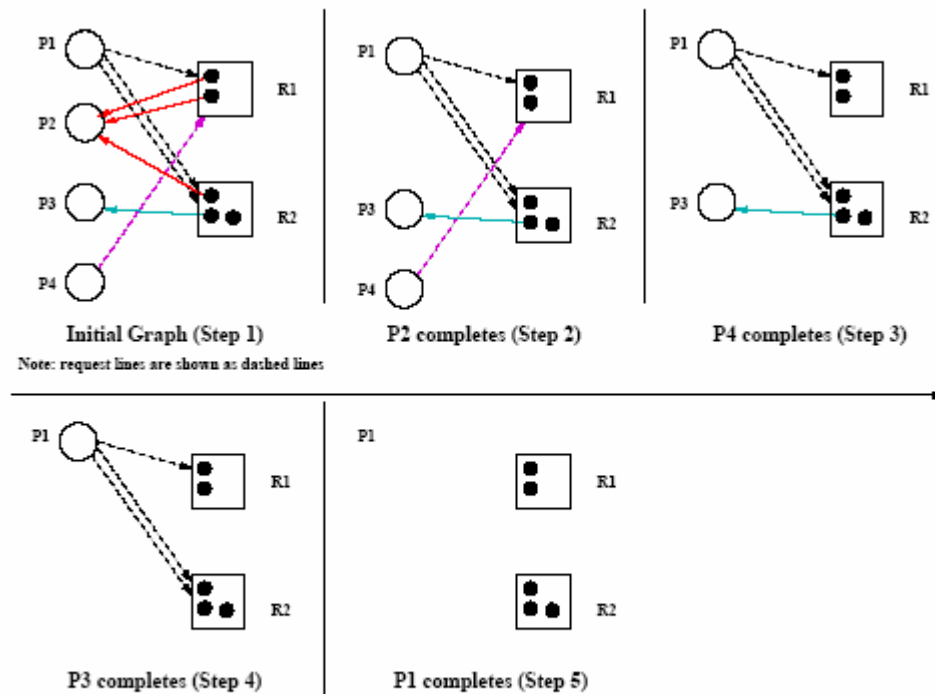 P1
R1
P2
P3
R2
P4
Initial Graph (Step 1)
Note: request lines are shown as dashed lines
P1
R1
P3
R2
P4
P2 completes (Step 2)
P1
R1
P3
R2
P4 completes (Step 3)
P1
R1
R2
P3 completes (Step 4)
P1
R1
R2
P1 completes (Step 5)